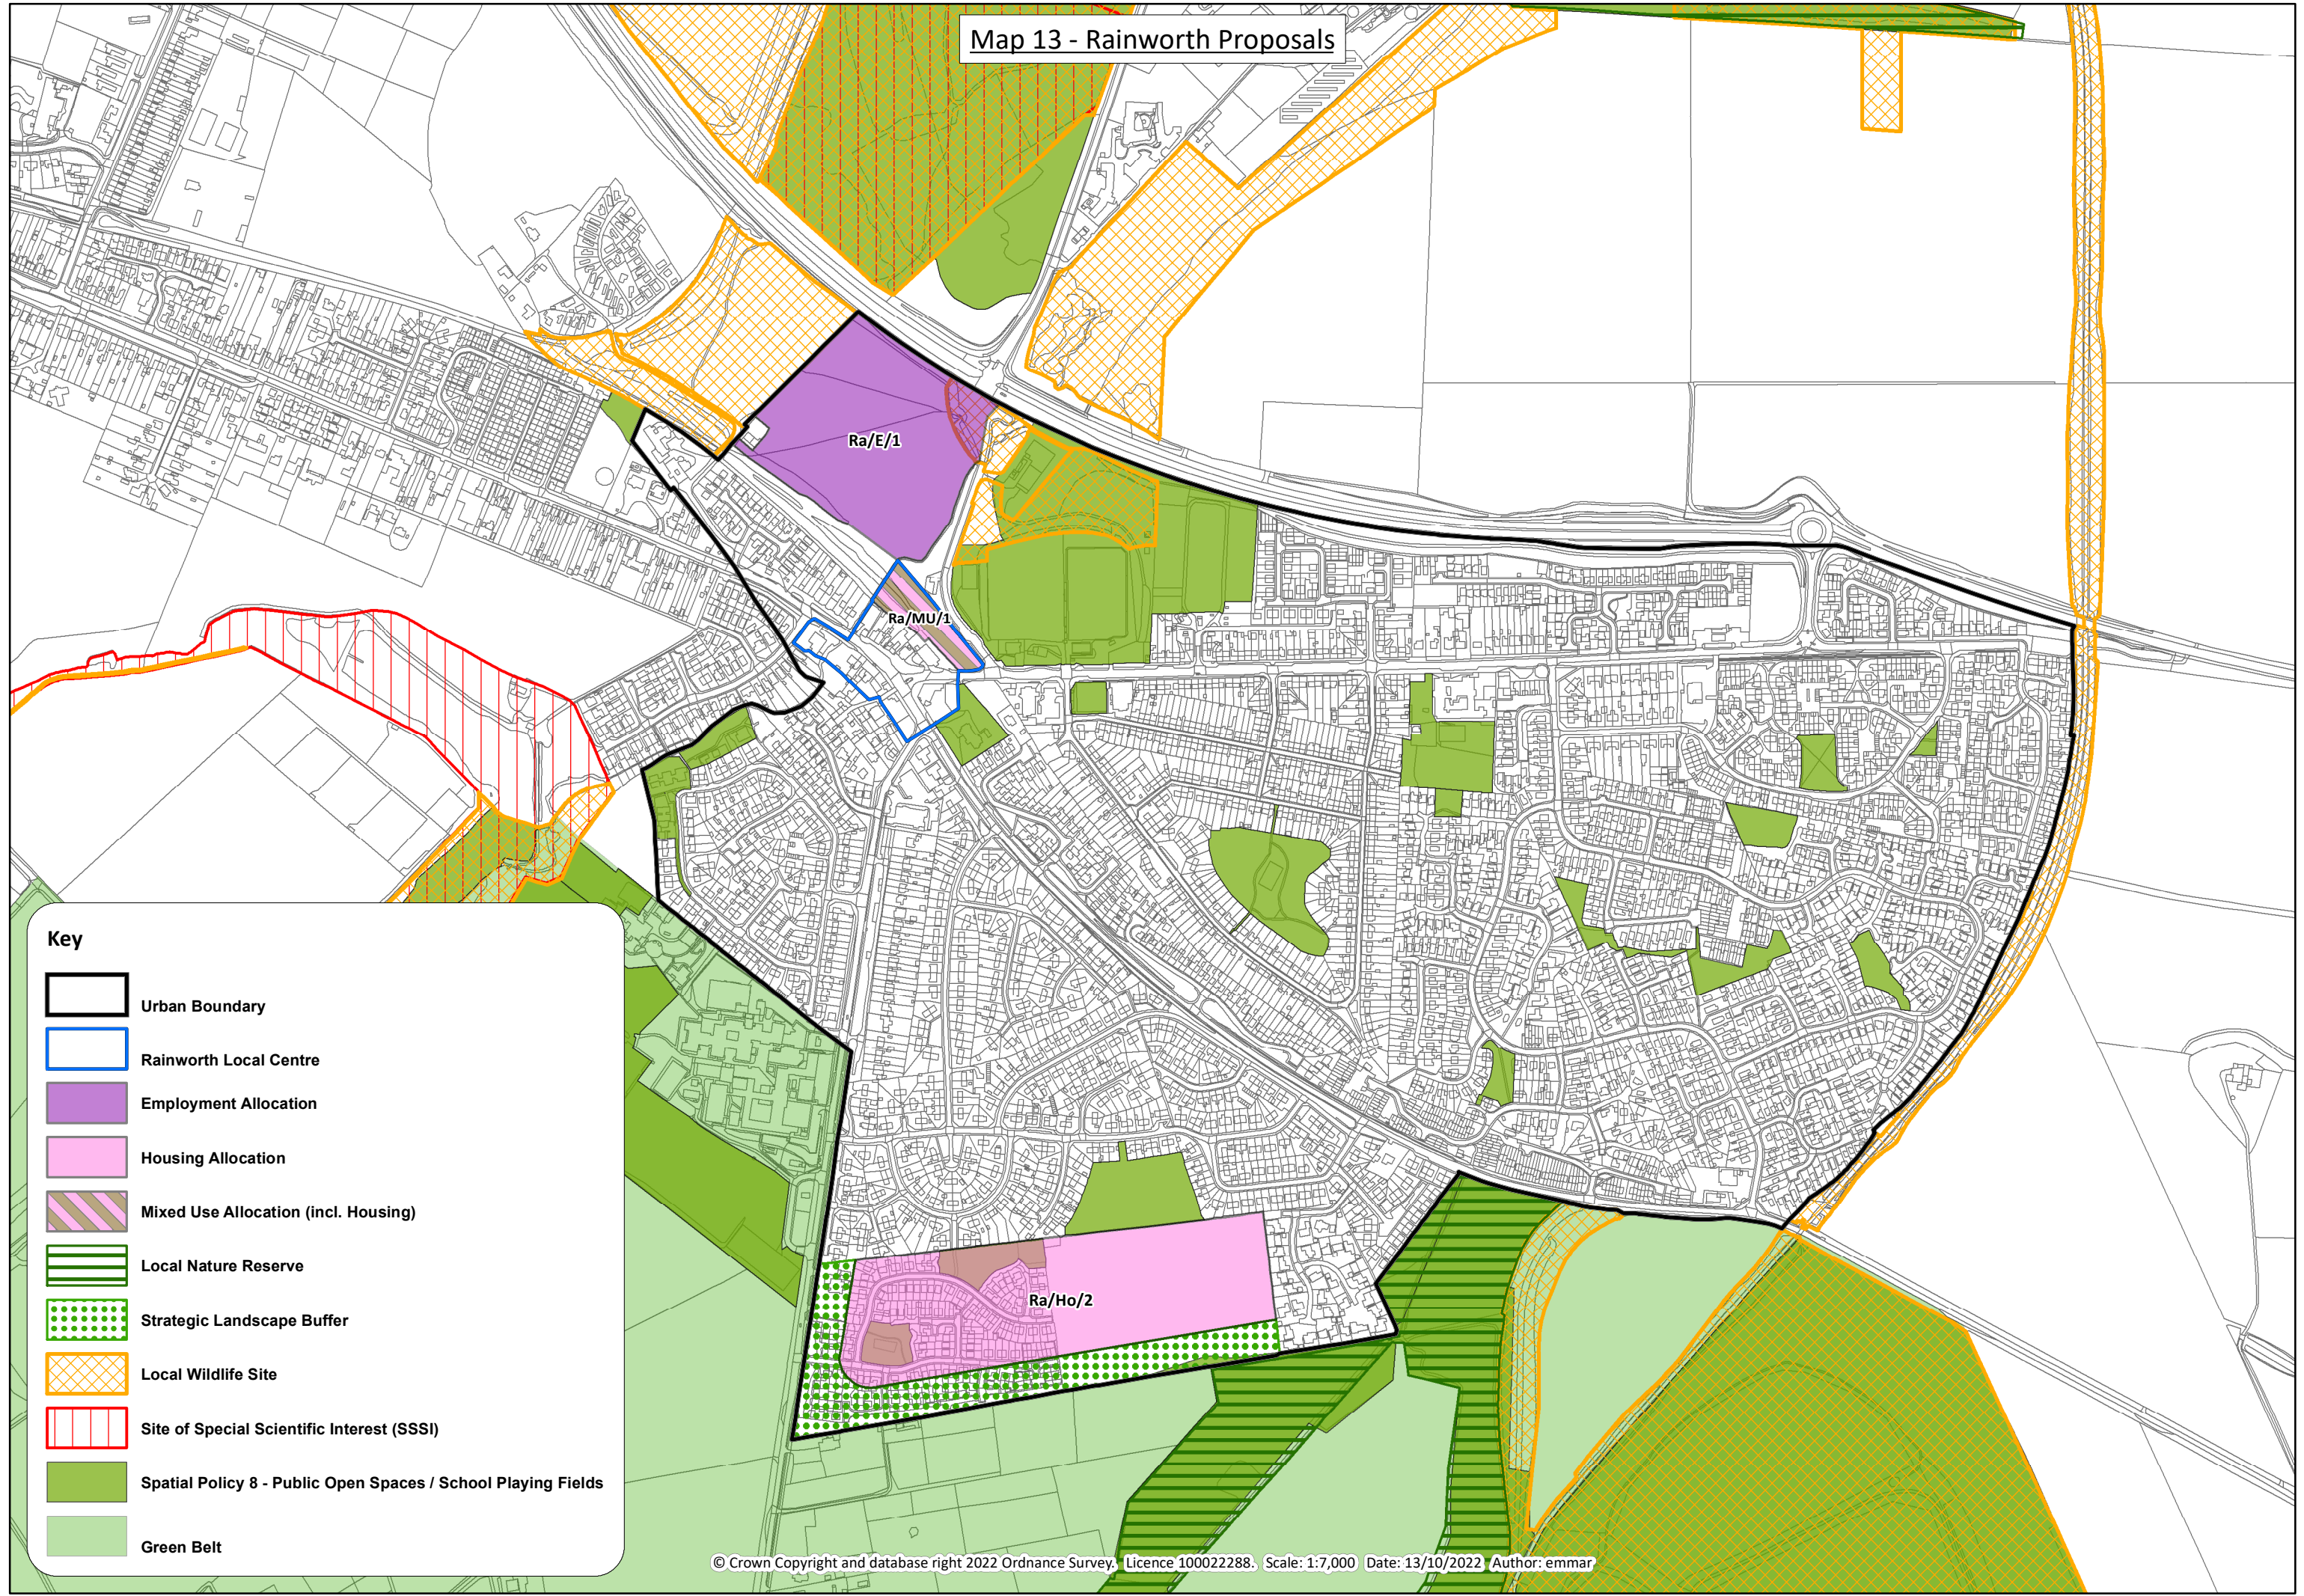 Map 13 - Rainworth Proposals
Ra/E/1
Ra/MU/1
Ra/Ho/2
Key
Urban Boundary
Rainworth Local Centre
Employment Allocation
Housing Allocation
Mixed Use Allocation (incl. Housing)
Local Nature Reserve
Strategic Landscape Buffer
Local Wildlife Site
Site of Special Scientific Interest (SSSI)
Spatial Policy 8 - Public Open Spaces / School Playing Fields
Green Belt
© Crown Copyright and database right 2022 Ordnance Survey. Licence 100022288. Scale: 1:7,000 Date: 13/10/2022 Author: emmar